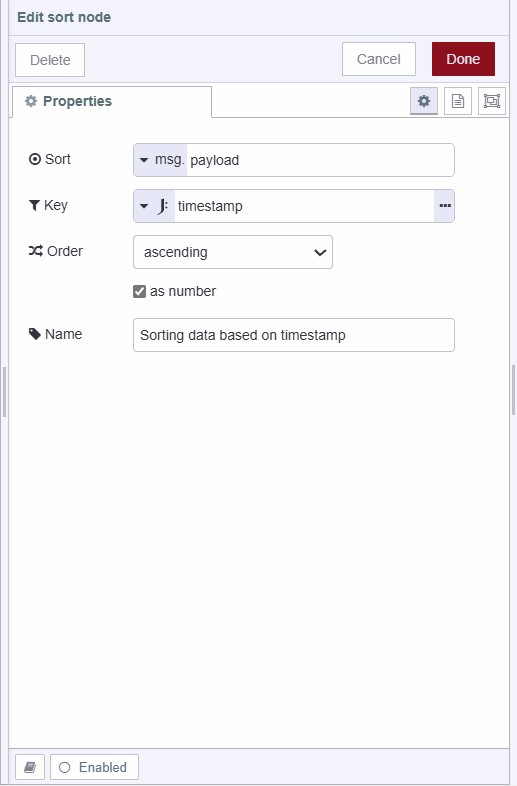 Edit sort node
Delete
Cancel
Done
Properties
Sort
msg. payload
Key
J: timestamp
Order
ascending
as number
Name
Sorting data based on timestamp
Enabled